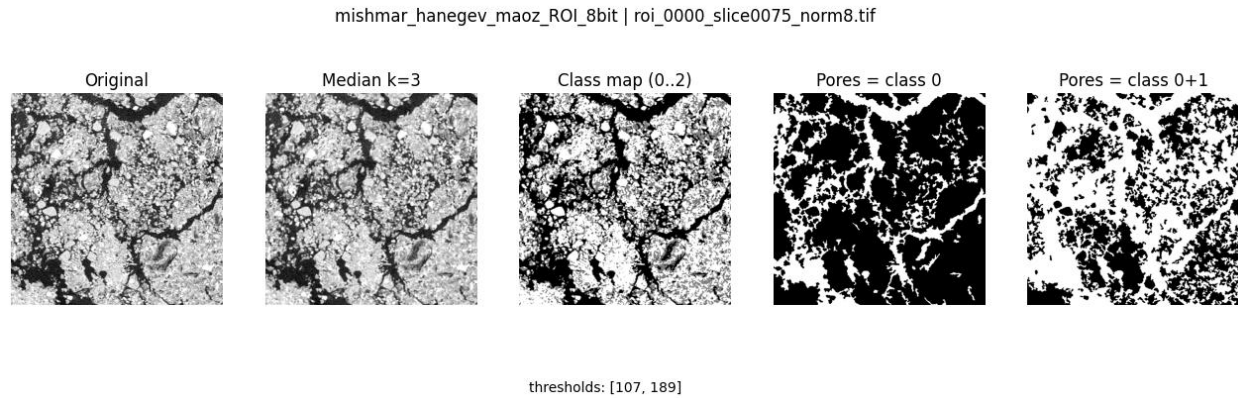 mishmar_hanegev_maoz_ROI_8bit | roi_0000_slice0075_norm8.tif
Original
Median k=3
Class map (0..2)
Pores = class 0
Pores = class 0+1
thresholds: [107, 189]